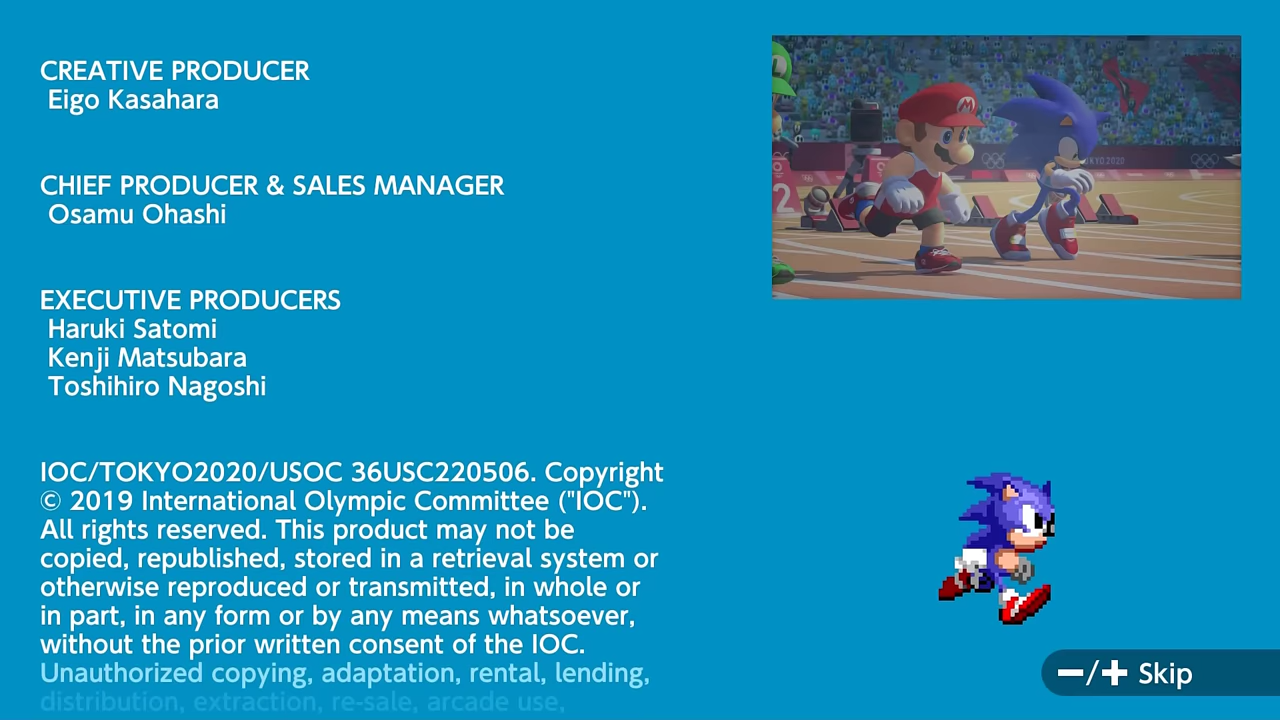 CREATIVE PRODUCER
Eigo Kasahara
CHIEF PRODUCER & SALES MANAGER
Osamu Ohashi
EXECUTIVE PRODUCERS
Haruki Satomi
Kenji Matsubara
Toshihiro Nagoshi
IOC/TOKYO2020/USOC 36USC220506. Copyright
© 2019 International Olympic Committee ("IOC").
All rights reserved. This product may not be
copied, republished, stored in a retrieval system or
otherwise reproduced or transmitted, in whole or
in part, in any form or by any means whatsoever,
without the prior written consent of the IOC.
Unauthorized copying, adaptation, rental, lending,
distribution, extraction, re-sale, arcade use,
M
TOKYO 2020
2
L
−/+ Skip